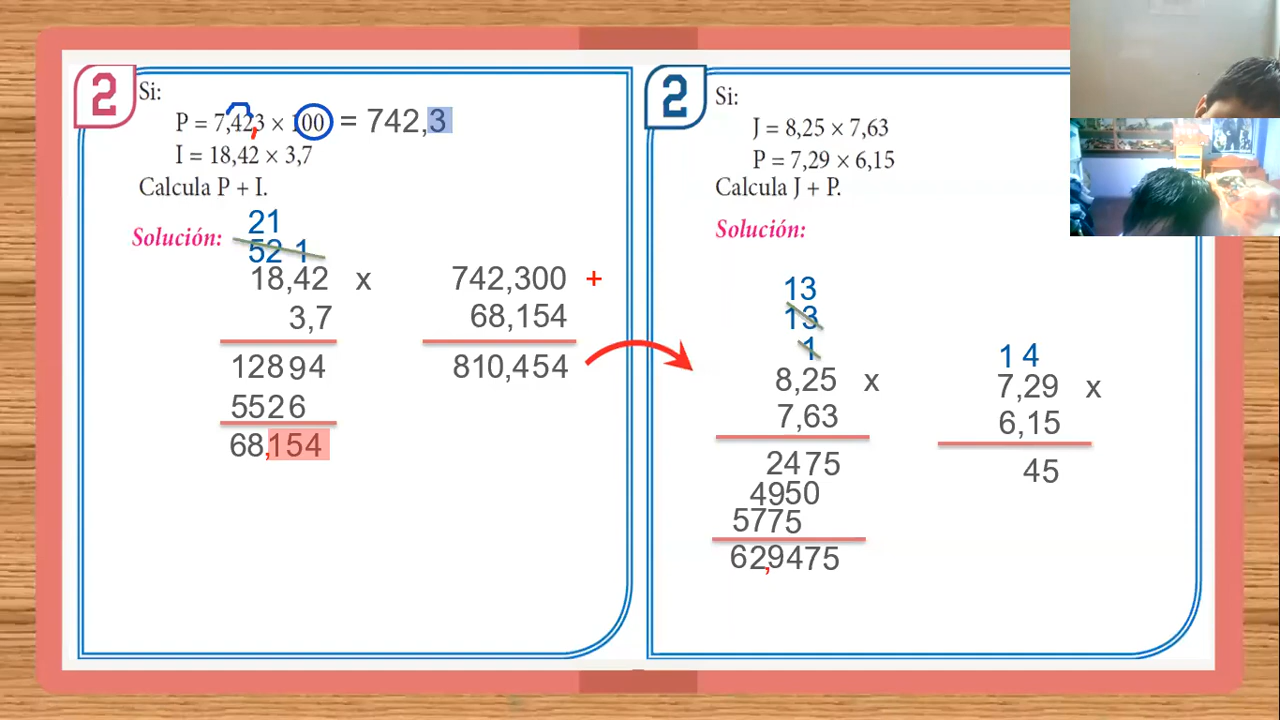 2
Si:
P = 7,423 × 100 = 742,3
I = 18,42 × 3,7
Calcula P + I.
Solución:
21
52 1
18,42 x
3,7
12894
5526
68,154
742,300 +
68,154
810,454
2
Si:
J = 8,25 × 7,63
P = 7,29 × 6,15
Calcula J + P.
Solución:
13
13
1
8,25 x
7,63
2475
4950
5775
62,9475
1 4
7,29 x
6,15
45